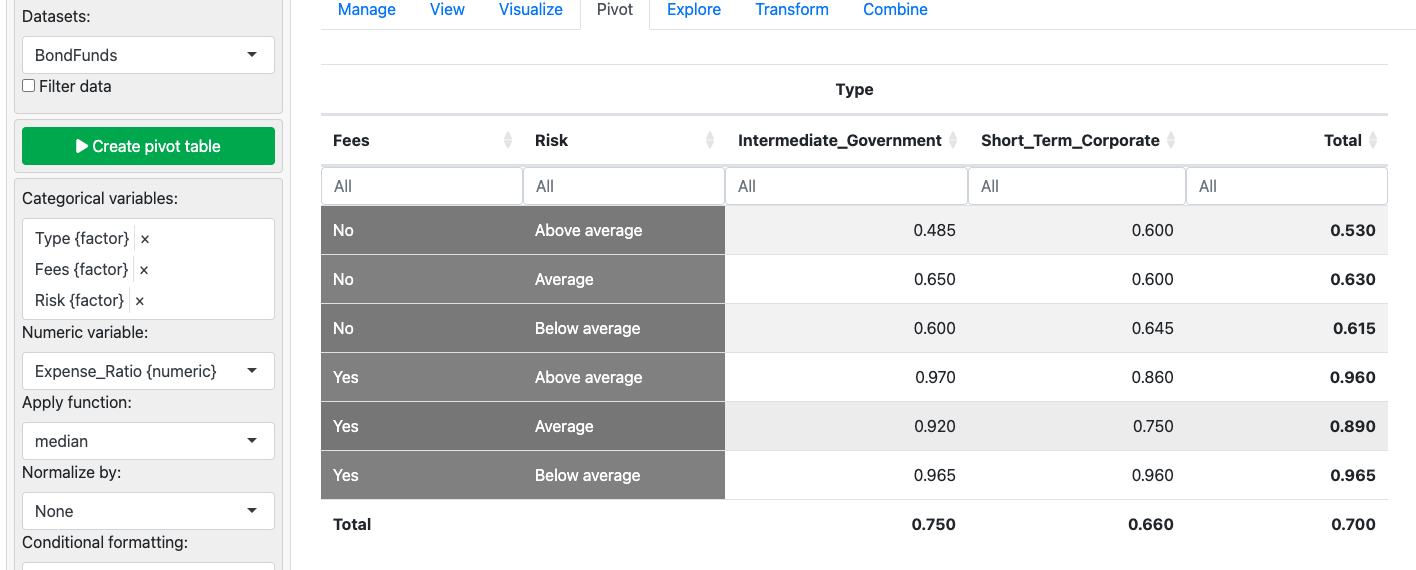 Datasets:
BondFunds
Filter data
Create pivot table
Categorical variables:
Type {factor} ×
Fees {factor} ×
Risk {factor} ×
Numeric variable:
Expense_Ratio {numeric}
Apply function:
median
Normalize by:
None
Conditional formatting:
Manage View Visualize Pivot Explore Transform Combine
Type
Fees Risk Intermediate_Government Short_Term_Corporate Total
All All All All All
No Above average 0.485 0.600 0.530
No Average 0.650 0.600 0.630
No Below average 0.600 0.645 0.615
Yes Above average 0.970 0.860 0.960
Yes Average 0.920 0.750 0.890
Yes Below average 0.965 0.960 0.965
Total 0.750 0.660 0.700